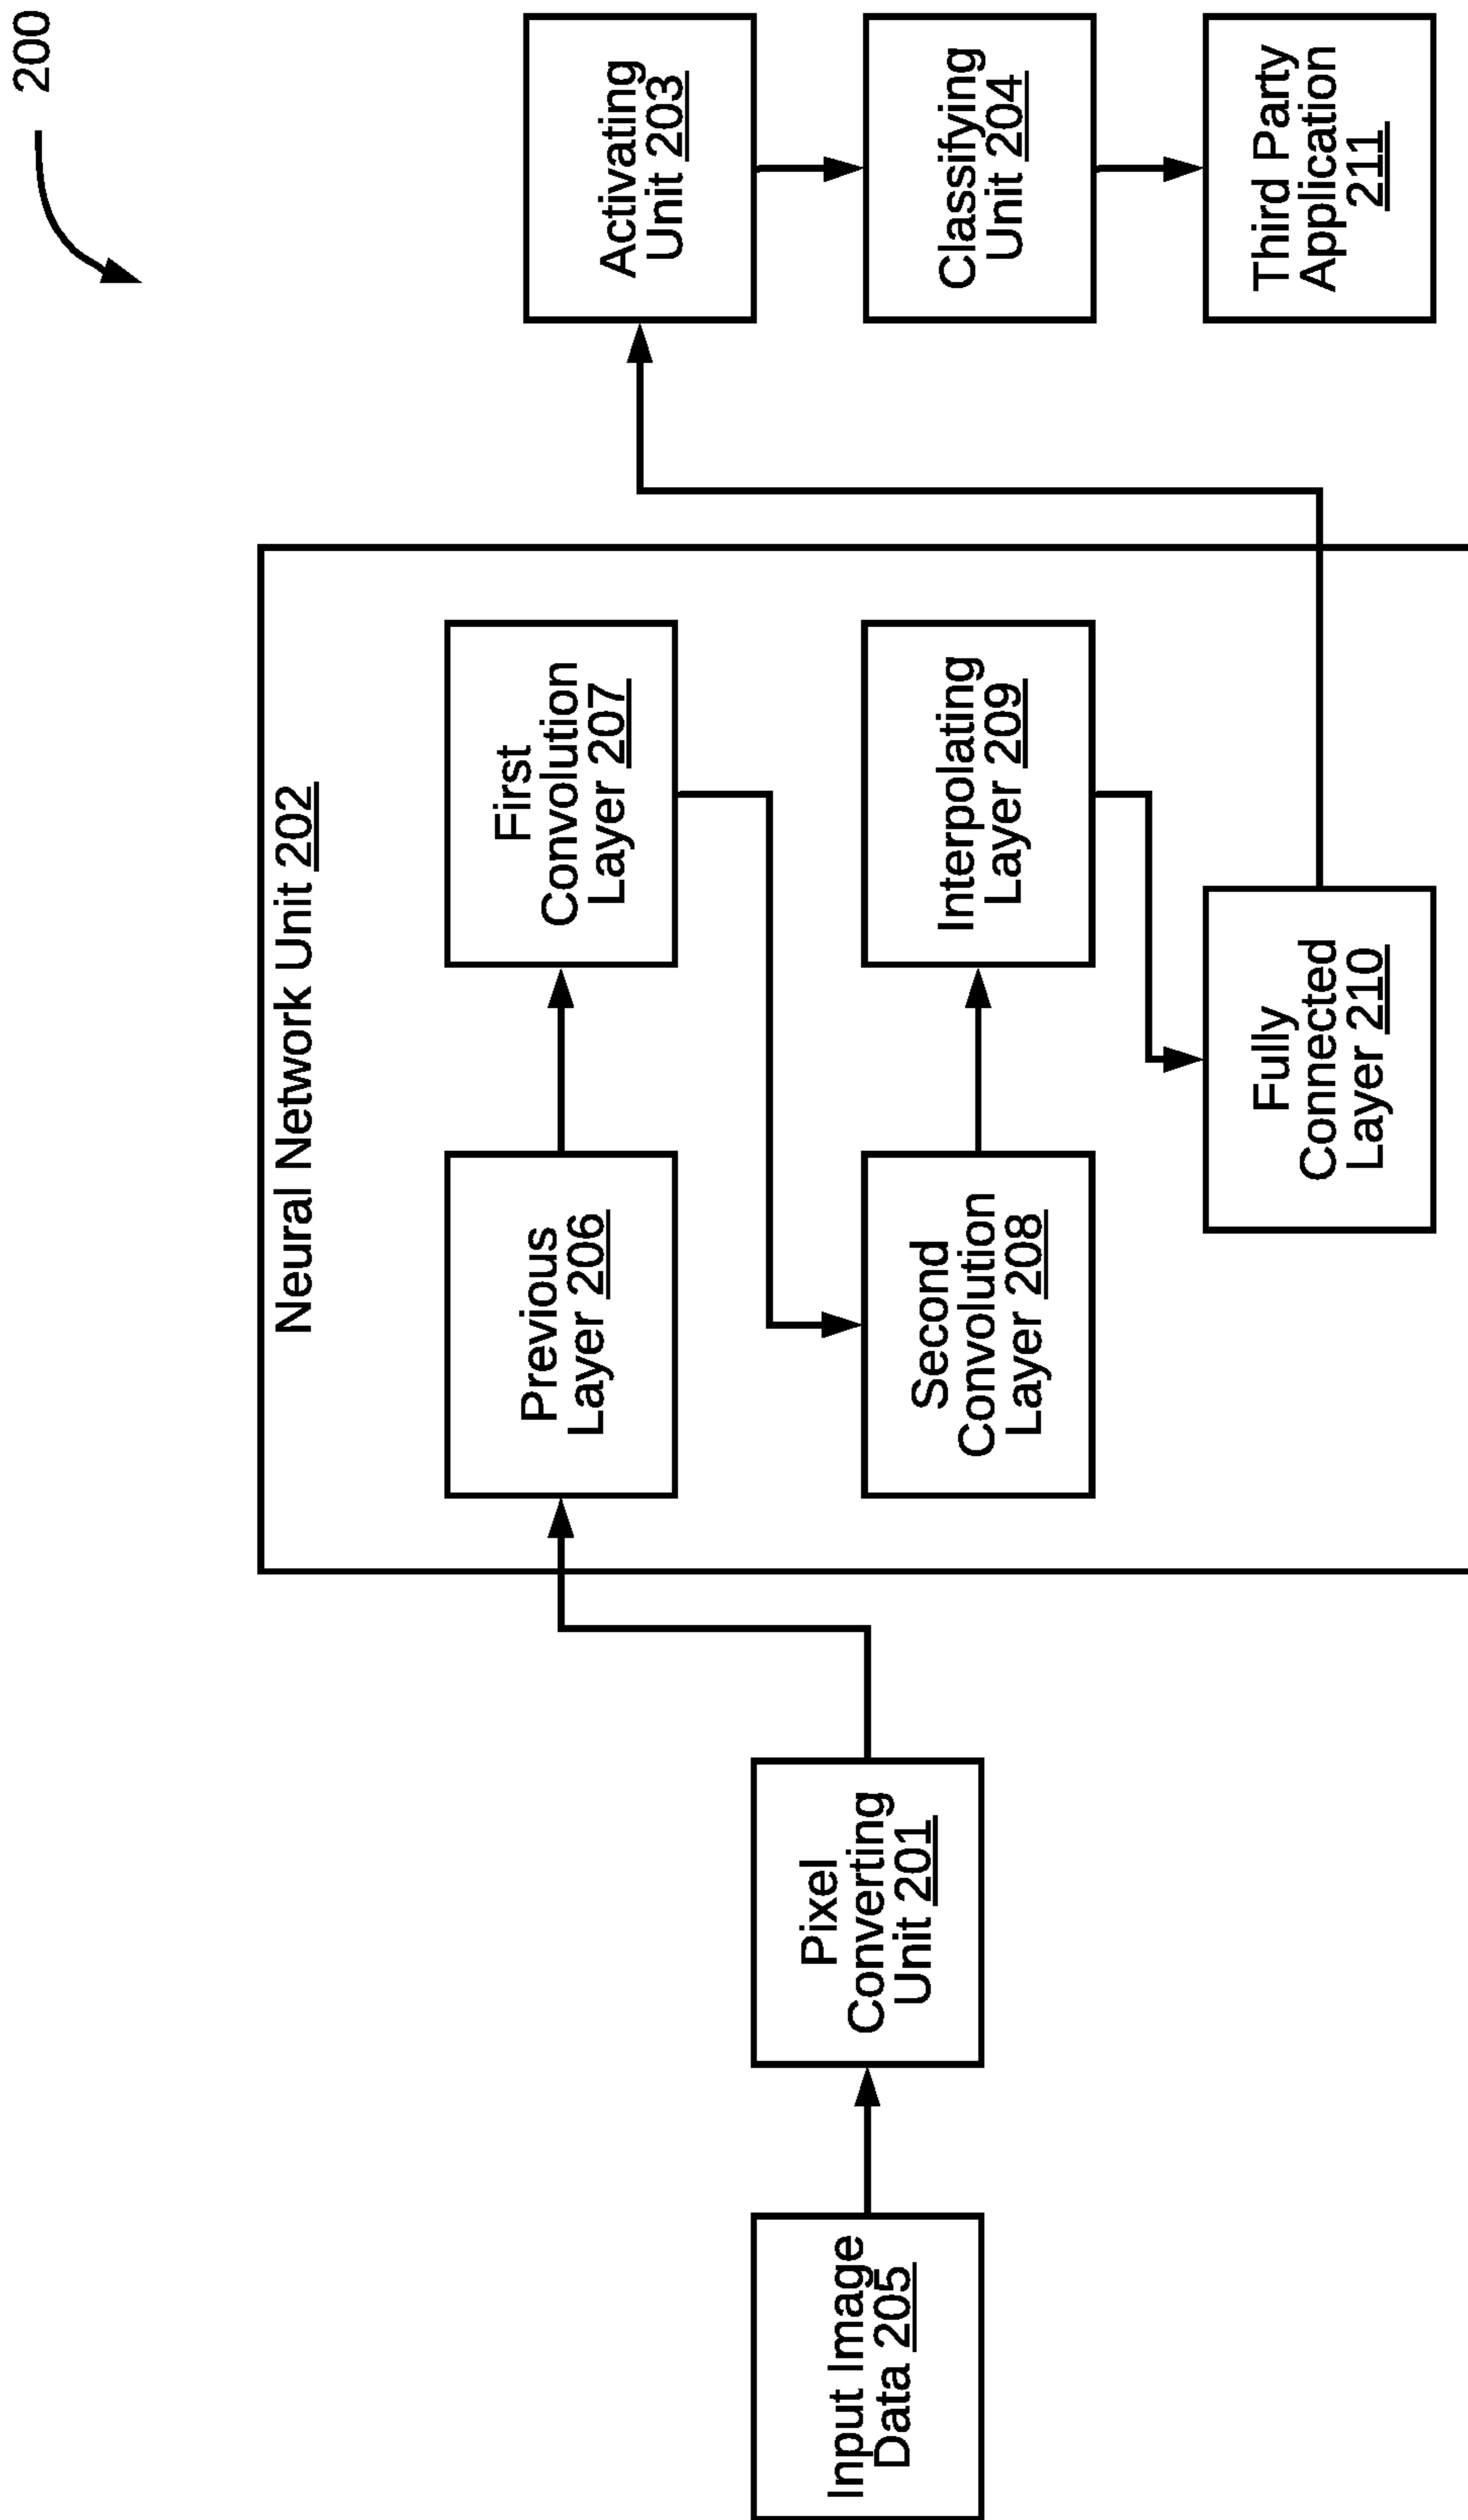 200
Input Image
Data 205
Pixel
Converting
Unit 201
Neural Network Unit 202
Previous
Layer 206
First
Convolution
Layer 207
Second
Convolution
Layer 208
Interpolating
Layer 209
Fully
Connected
Layer 210
Activating
Unit 203
Classifying
Unit 204
Third Party
Application
211